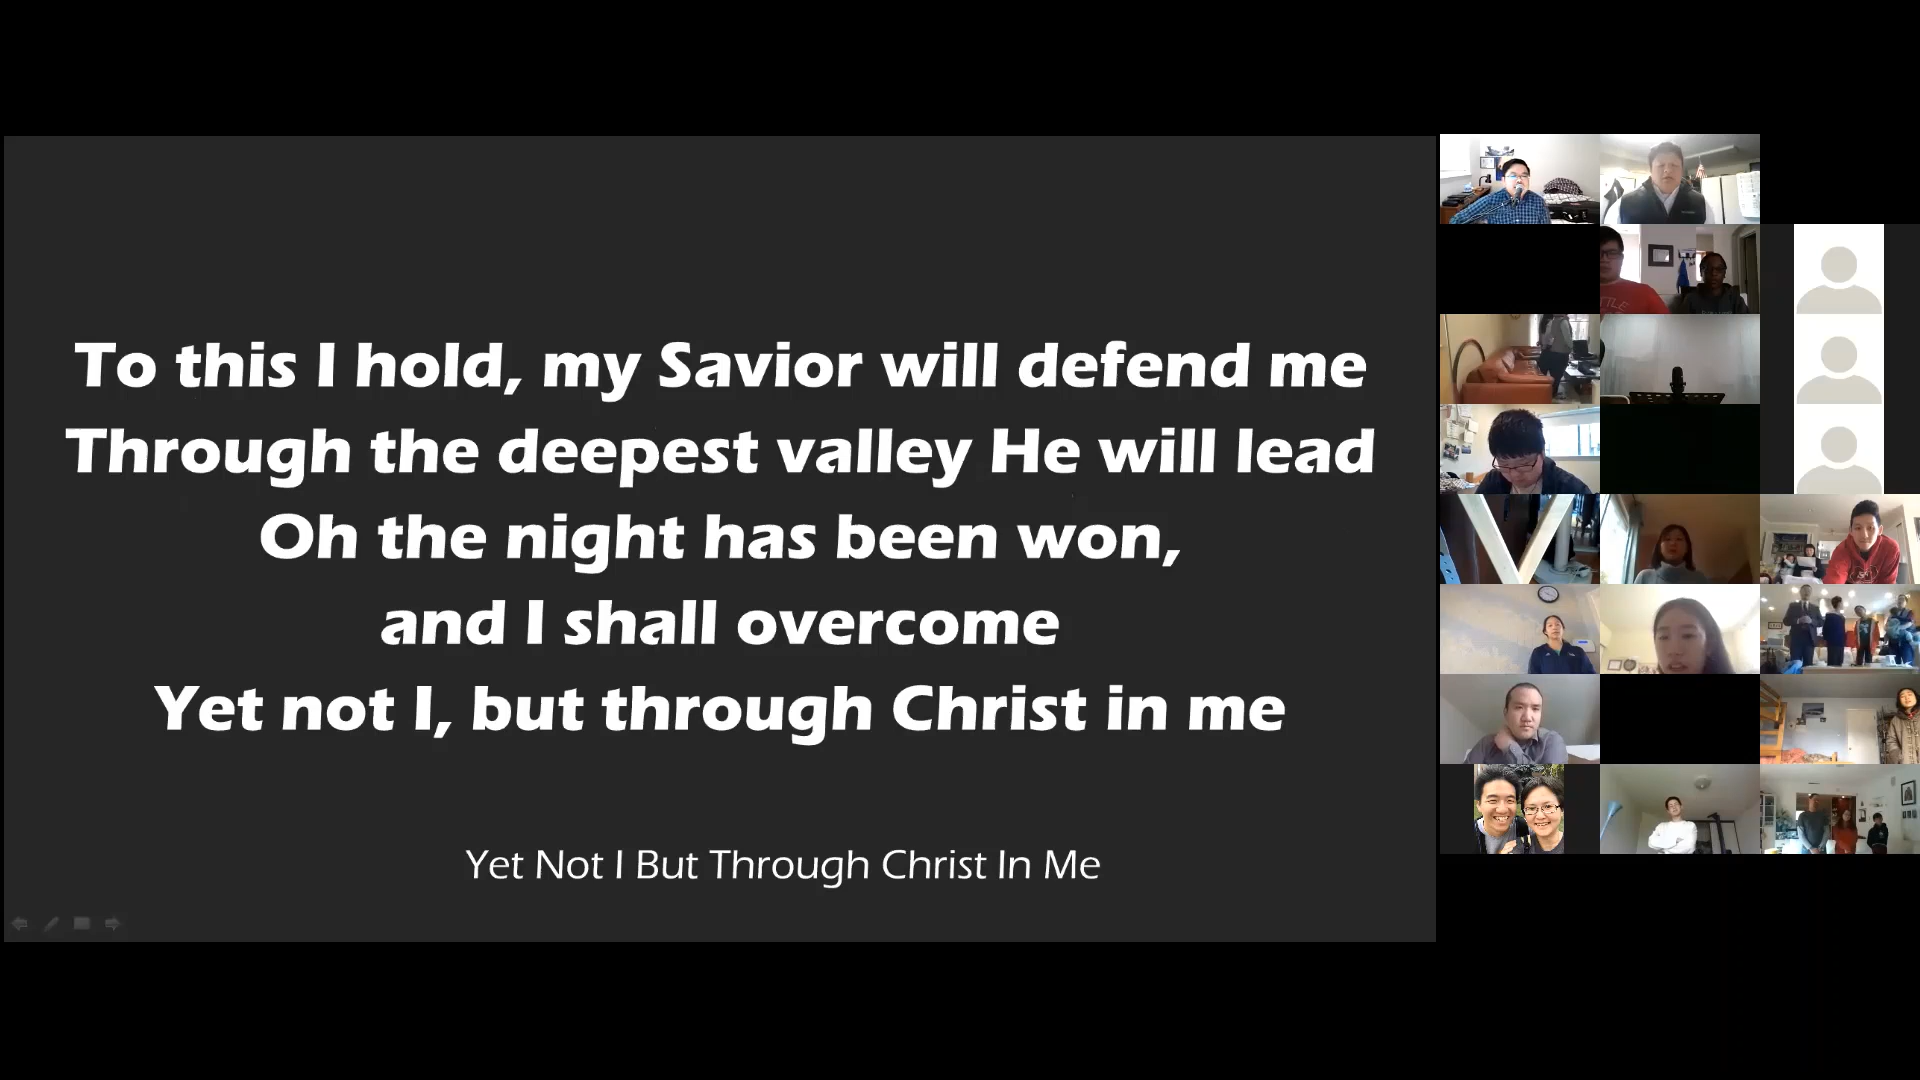 To this I hold, my Savior will defend me
Through the deepest valley He will lead
Oh the night has been won,
and I shall overcome
Yet not I, but through Christ in me
Yet Not I But Through Christ In Me